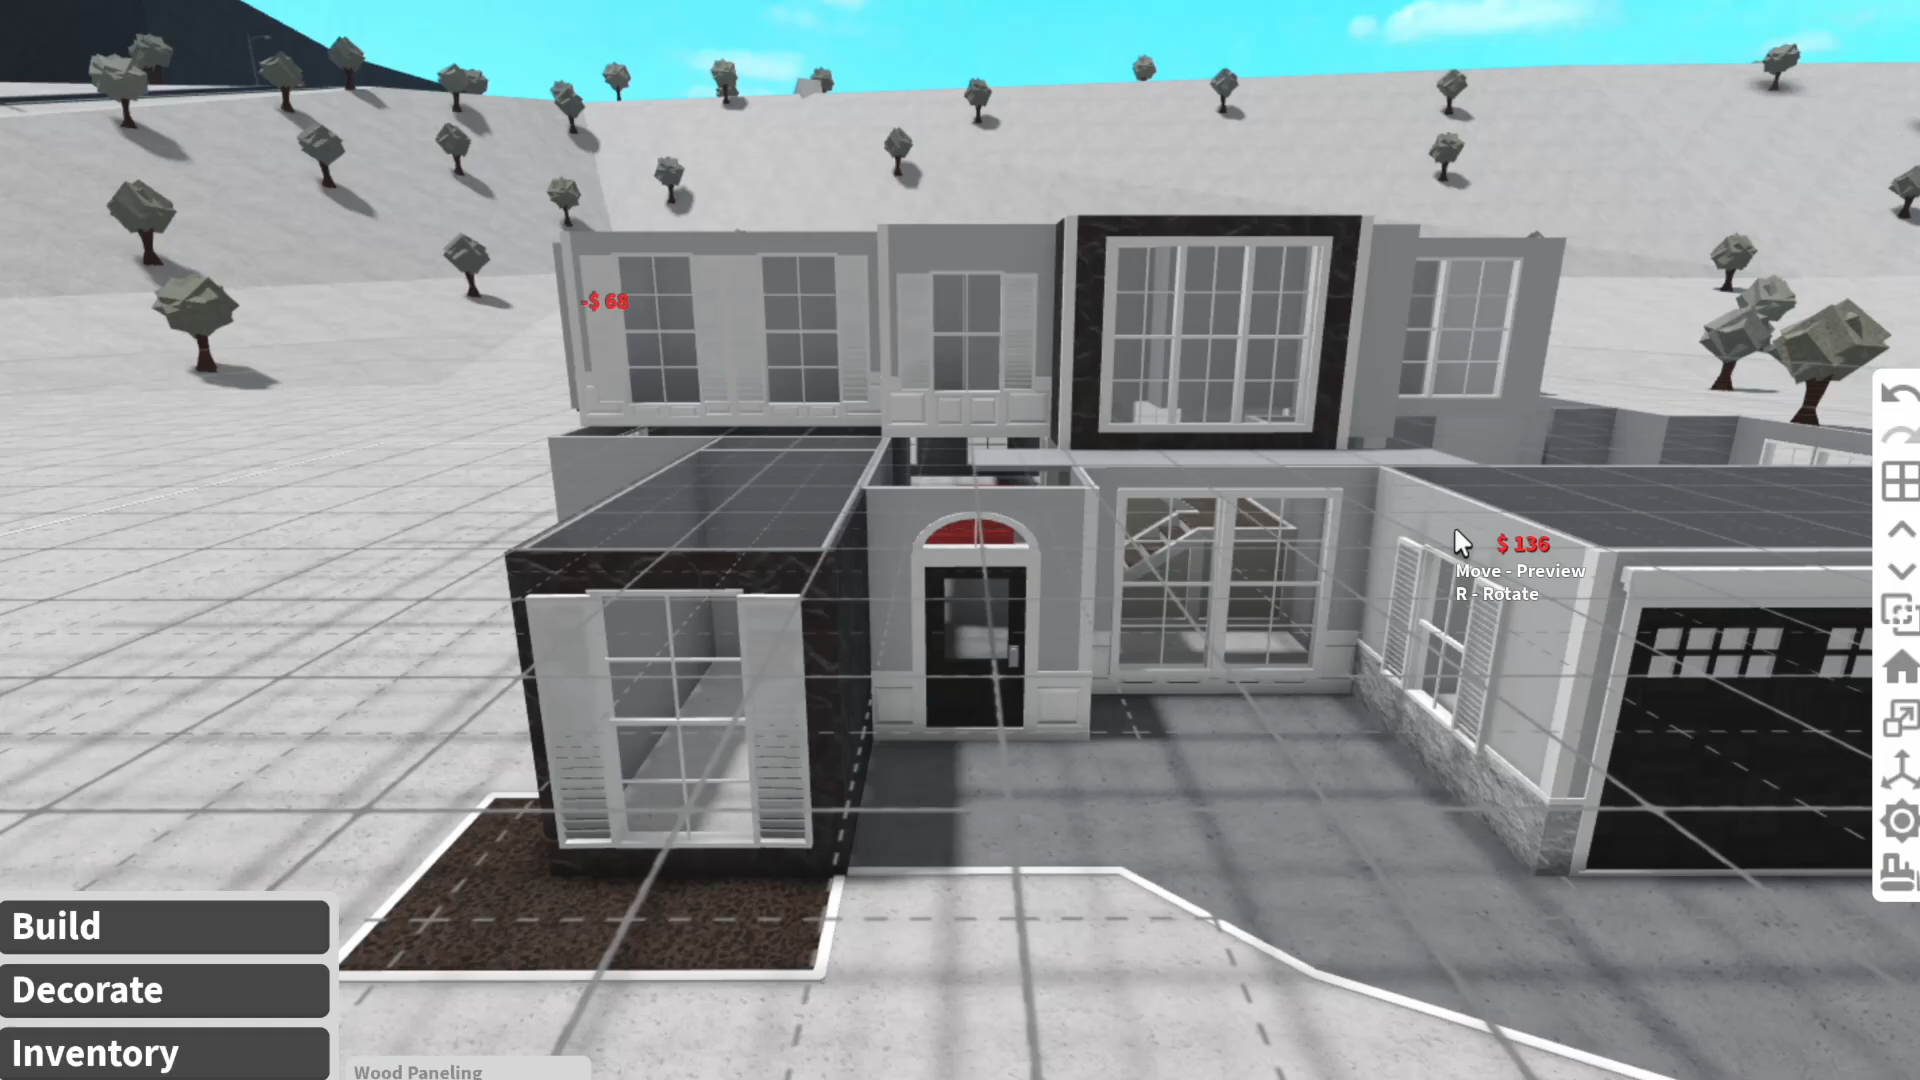 -$ 68
$ 136
Move - Preview
R - Rotate
Build
Decorate
Inventory
Wood Paneling